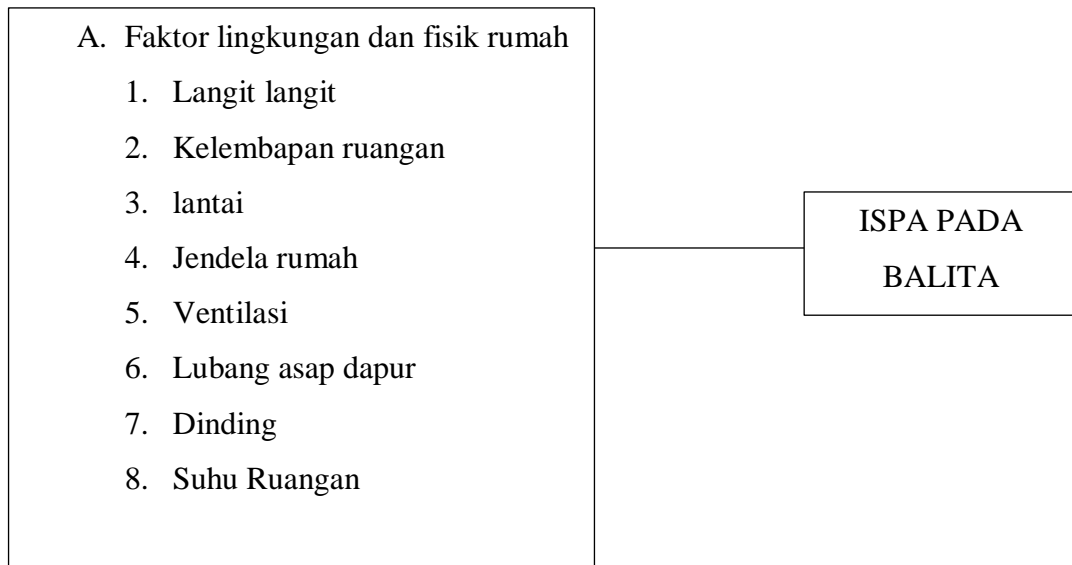 A. Faktor lingkungan dan fisik rumah
1. Langit langit
2. Kelembapan ruangan
3. lantai
4. Jendela rumah
5. Ventilasi
6. Lubang asap dapur
7. Dinding
8. Suhu Ruangan
ISPA PADA
BALITA